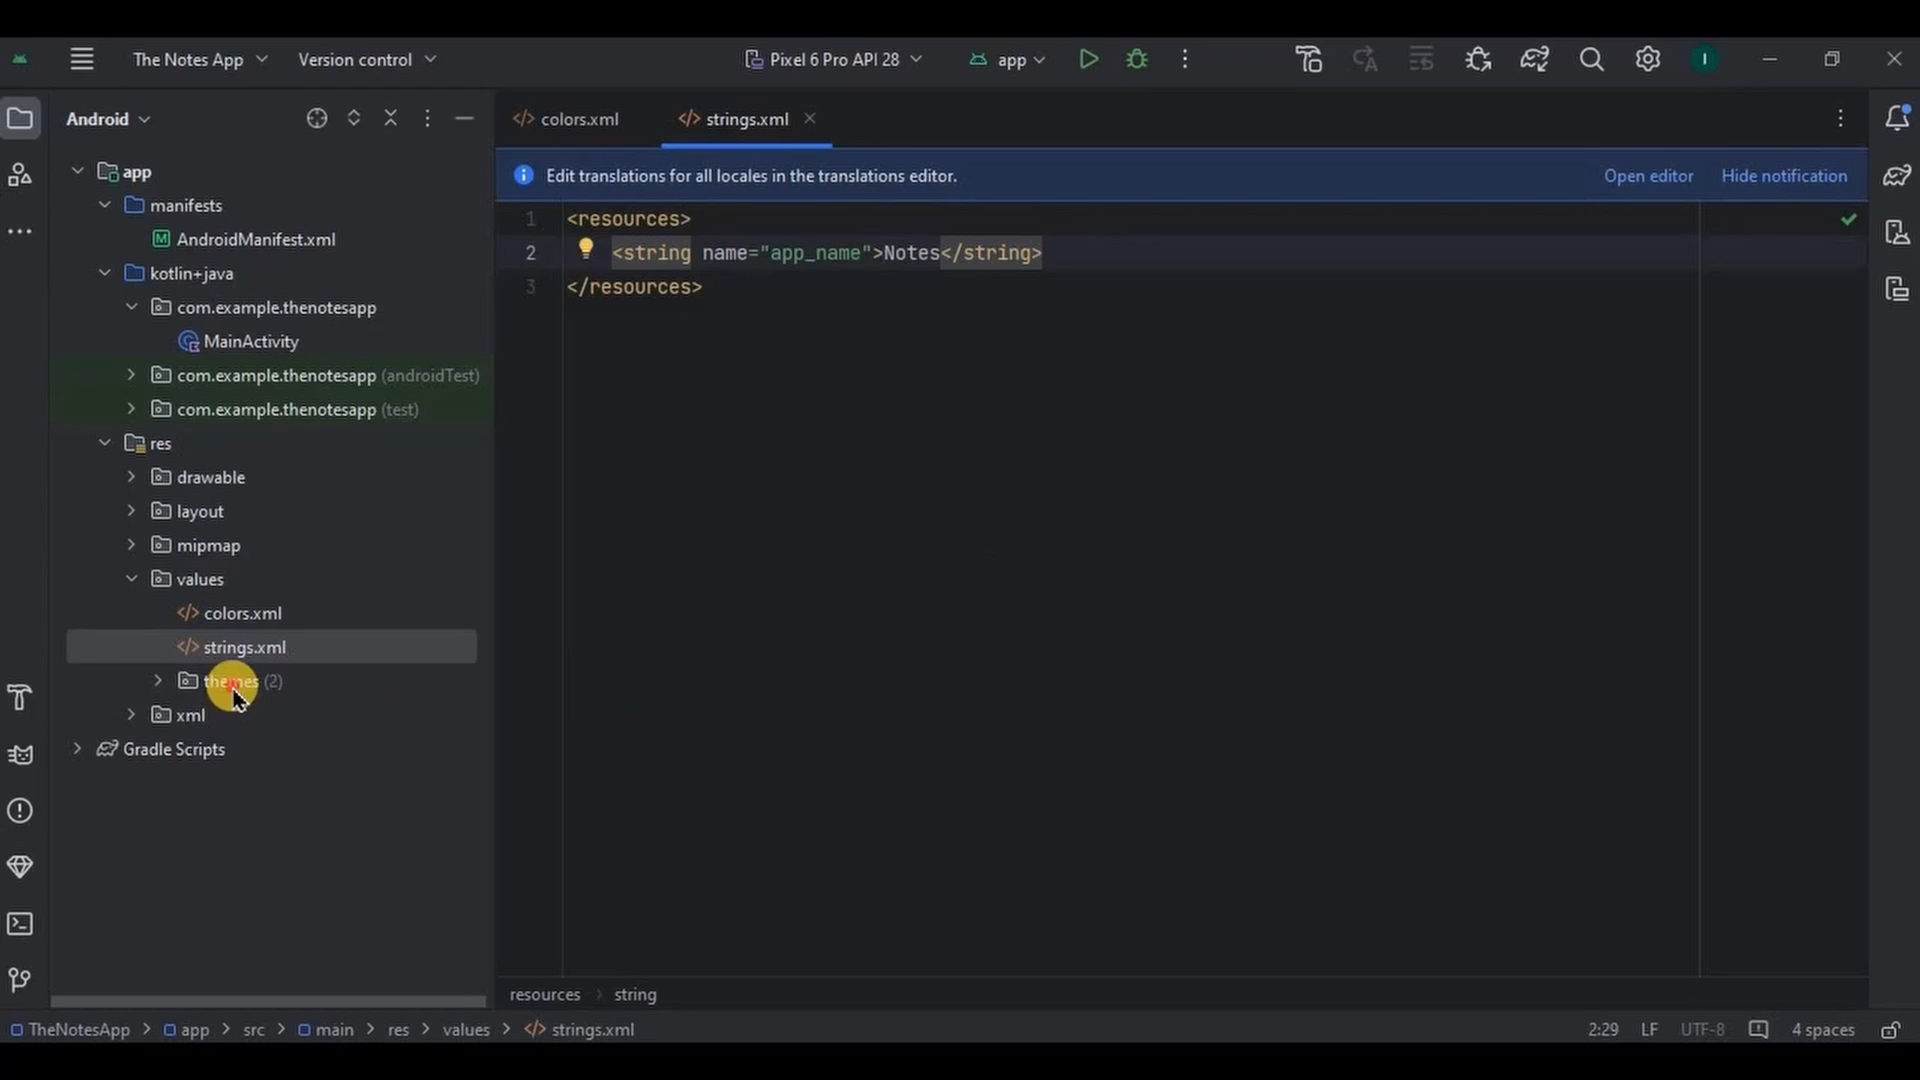 The Notes App
Version control
Pixel 6 Pro API 28
app
I
Android
app
manifests
AndroidManifest.xml
kotlin+java
com.example.thenotesapp
MainActivity
com.example.thenotesapp (androidTest)
com.example.thenotesapp (test)
res
drawable
layout
mipmap
values
colors.xml
strings.xml
themes (2)
xml
Gradle Scripts
colors.xml
strings.xml
Edit translations for all locales in the translations editor.
Open editor
Hide notification
1 <resources>
2 <string name="app_name">Notes</string>
3 </resources>
resources > string
TheNotesApp > app > src > main > res > values > strings.xml
2:29 LF UTF-8 4 spaces